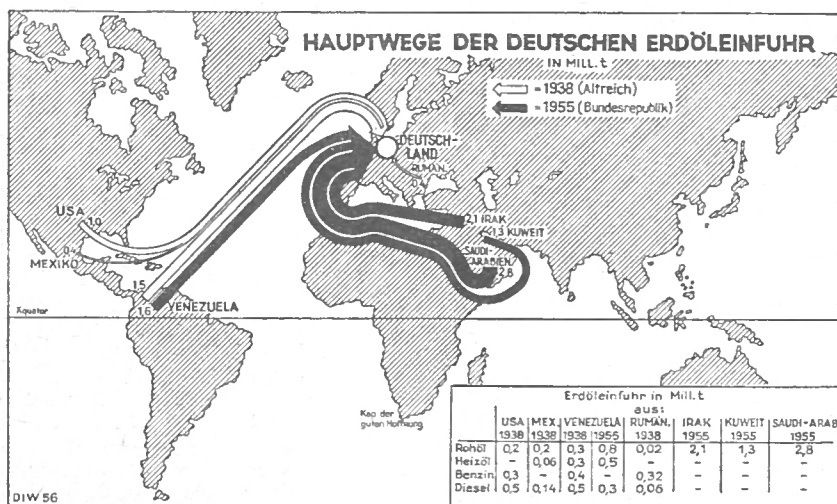 HAUPTWEGE DER DEUTSCHEN ERDÖLEINFUHR
IN MILL. t
=1938 (Altreich)
=1955 (Bundesrepublik)
DEUTSCH-
LAND
RUMÄN.
USA
1,0
0,4
MEXIKO
1,5
1,6
VENEZUELA
2,1 IRAK
1,3 KUWEIT
SAUDI-
ARABIEN
2,8
Äquator
Kap der
guten Hoffnung
Erdöleinfuhr in Mill. t
aus:
USA MEX. VENEZUELA RUMÄN. IRAK KUWEIT SAUDI-ARAB
1938 1938 1938 1955 1938 1955 1955 1955
Rohöl 0,2 0,2 0,3 0,8 0,02 2,1 1,3 2,8
Heizöl – 0,06 0,3 0,5 – – – –
Benzin 0,3 – 0,4 – 0,32 – – –
Diesel 0,5 0,14 0,5 0,3 0,06 – – –
DIW 56